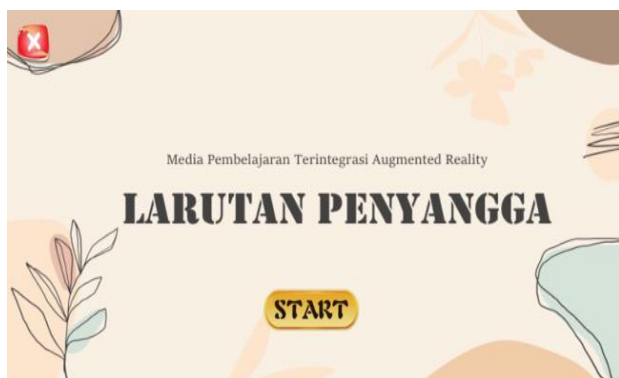 X
Media Pembelajaran Terintegrasi Augmented Reality
LARUTAN PENYANGGA
START